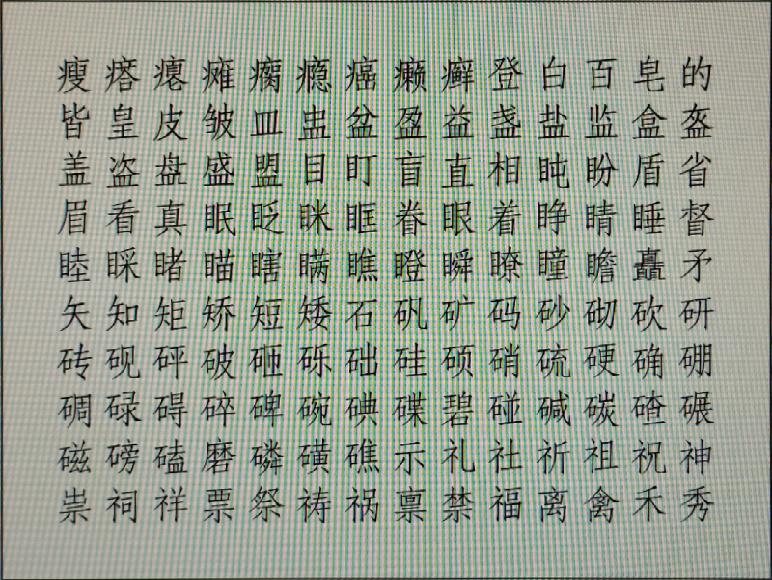 瘦瘩瘪瘫瘸瘾癌癞癣登白百皂的
皆皇皮皱皿盅盆盈益盏盐监盒盔
盖盗盘盛盟目盯盲直相盹盼盾省
眉看真眠眨眯眶眷眼着睁睛睡督
睦睬睹瞄瞎瞒瞧瞪瞬瞭瞳瞻矗矛
矢知矩矫短矮石矾矿码砂砌砍研
砖砚砰破砸砾础硅硕硝硫硬确硼
碉碌碍碎碑碗碘碟碧碰碱碳碴碾
磁磅磕磨磷磺礁示礼社祈祖祝神
祟祠祥票祭祷祸禀禁福离禽禾秀